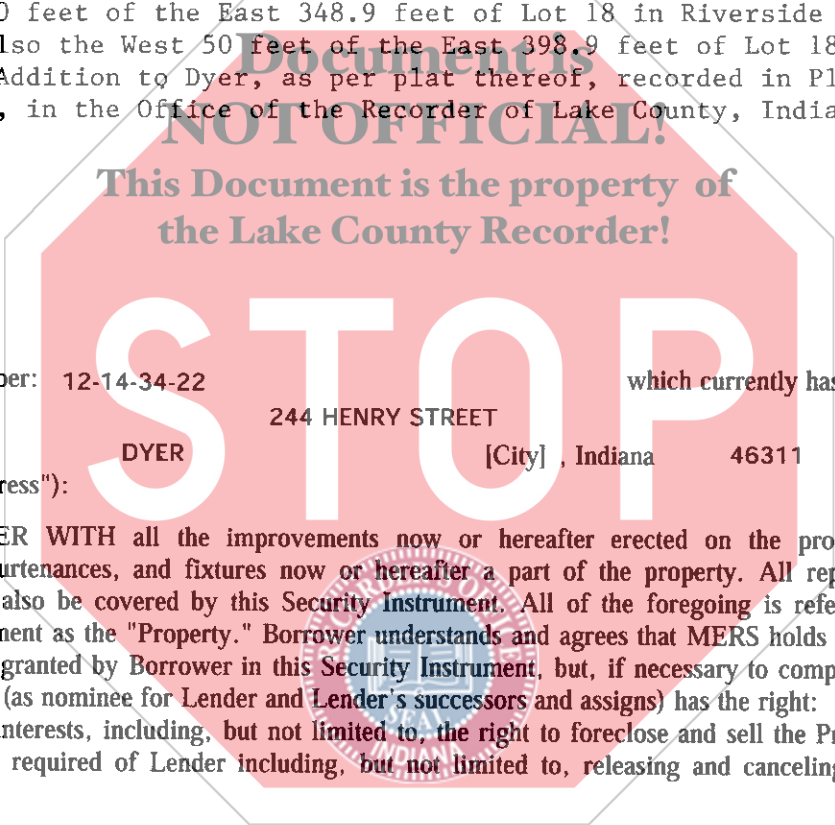 0 feet of the East 348.9 feet of Lot 18 in Riverside
lso the West 50 feet of the East 398.9 feet of Lot 18
Addition to Dyer, as per plat thereof, recorded in Pl
, in the Office of the Recorder of Lake County, India
Document is
NOT OFFICIAL!
This Document is the property of
the Lake County Recorder!
STOP
ber: 12-14-34-22 which currently has
244 HENRY STREET
DYER [City] , Indiana 46311
ress"):
ER WITH all the improvements now or hereafter erected on the pro
urtenances, and fixtures now or hereafter a part of the property. All rep
also be covered by this Security Instrument. All of the foregoing is refe
ment as the "Property." Borrower understands and agrees that MERS holds
granted by Borrower in this Security Instrument, but, if necessary to comp
(as nominee for Lender and Lender's successors and assigns) has the right:
nterests, including, but not limited to, the right to foreclose and sell the Pr
required of Lender including, but not limited to, releasing and canceling
SEAL
INDIANA